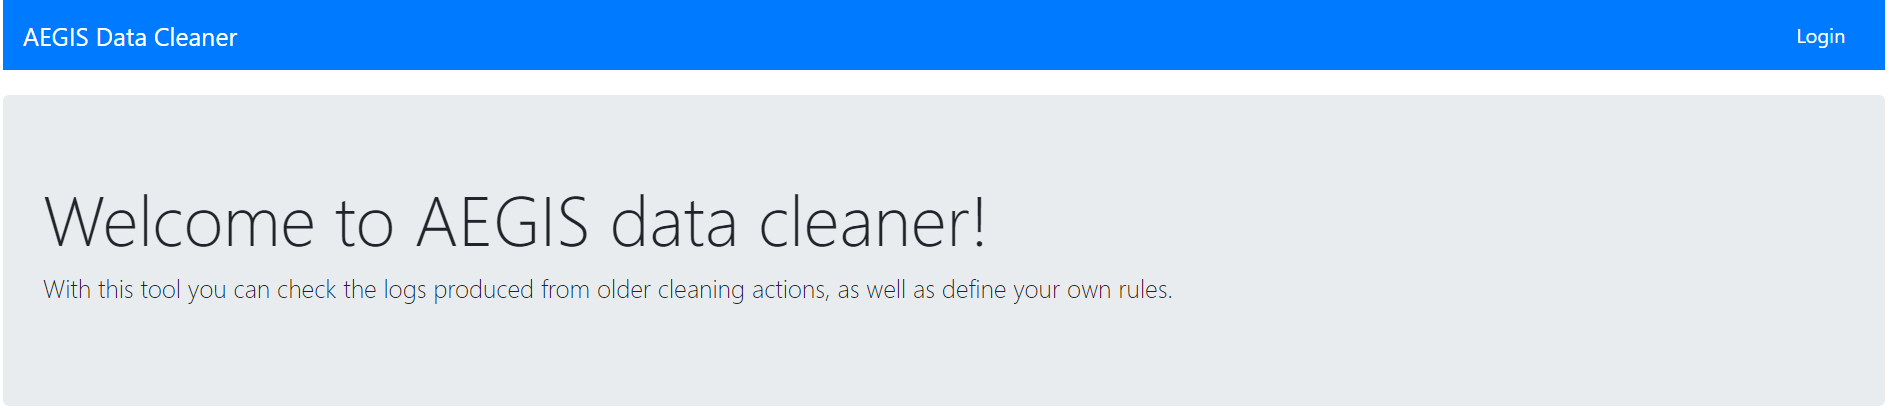 AEGIS Data Cleaner
Login
Welcome to AEGIS data cleaner!
With this tool you can check the logs produced from older cleaning actions, as well as define your own rules.